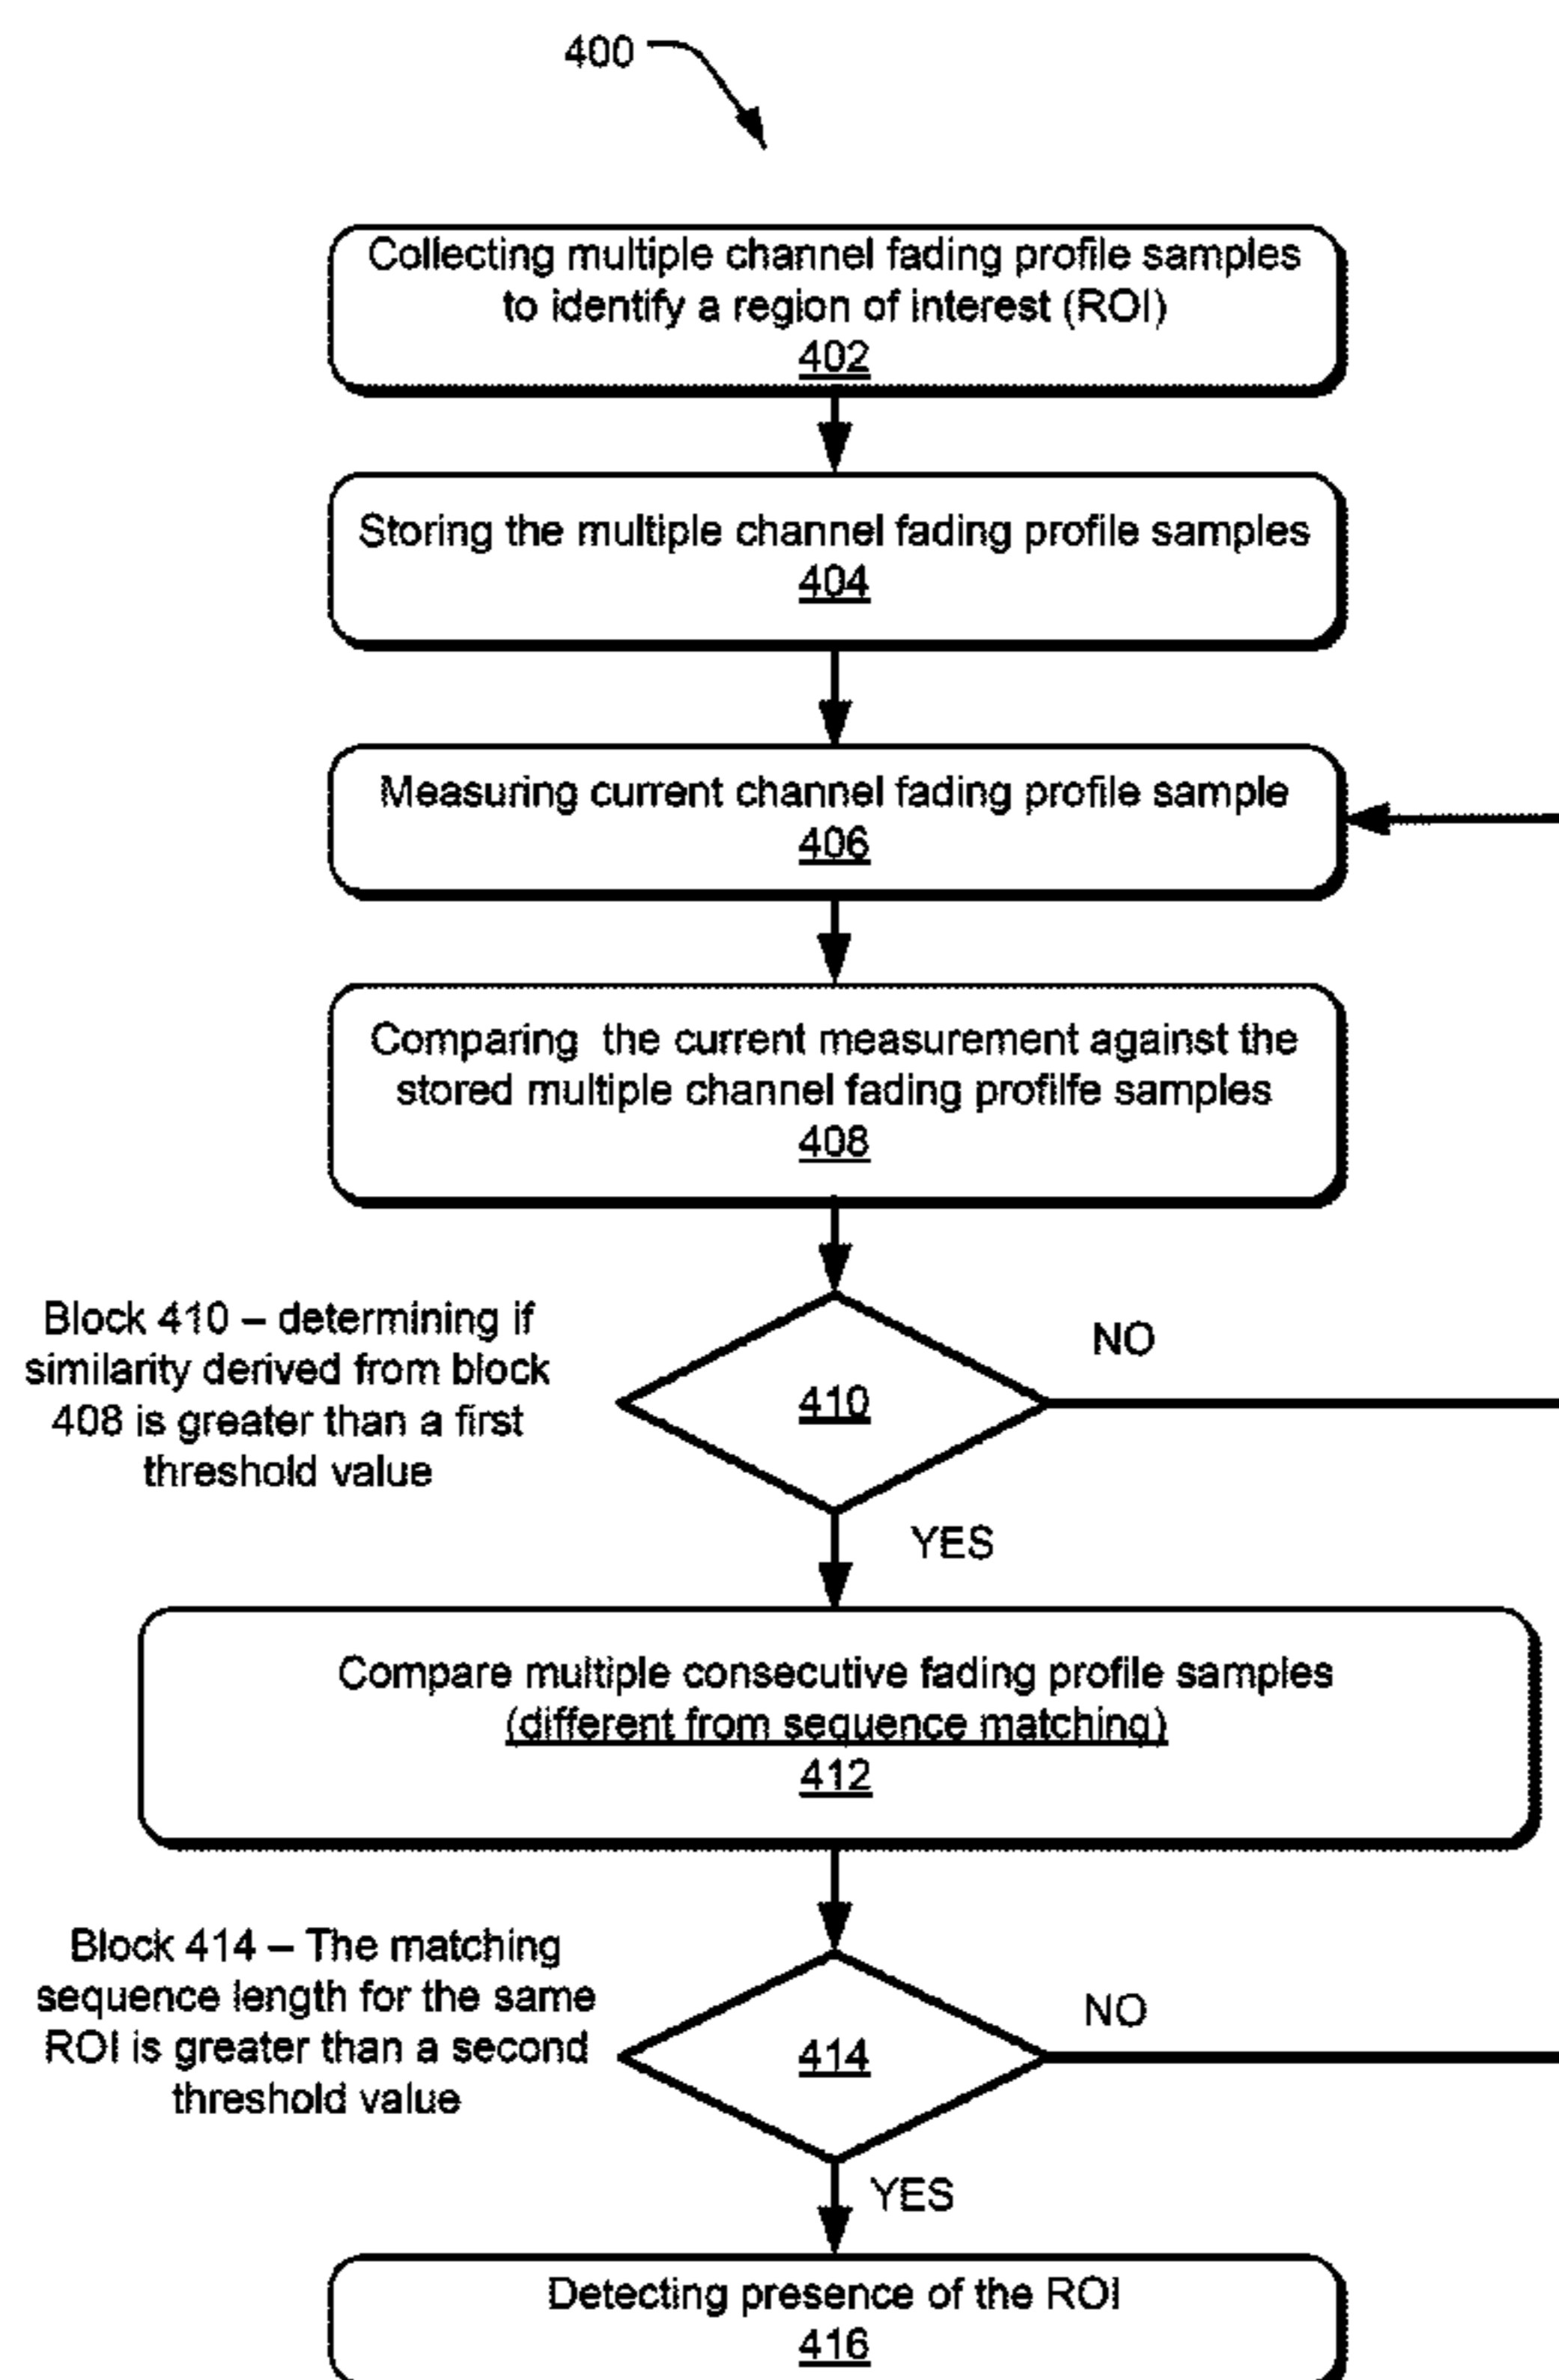 400
Collecting multiple channel fading profile samples
to identify a region of interest (ROI)
402
Storing the multiple channel fading profile samples
404
Measuring current channel fading profile sample
406
Comparing the current measurement against the
stored multiple channel fading profilfe samples
408
Block 410 – determining if
similarity derived from block
408 is greater than a first
threshold value
410
NO
YES
Compare multiple consecutive fading profile samples
(different from sequence matching)
412
Block 414 – The matching
sequence length for the same
ROI is greater than a second
threshold value
414
NO
YES
Detecting presence of the ROI
416